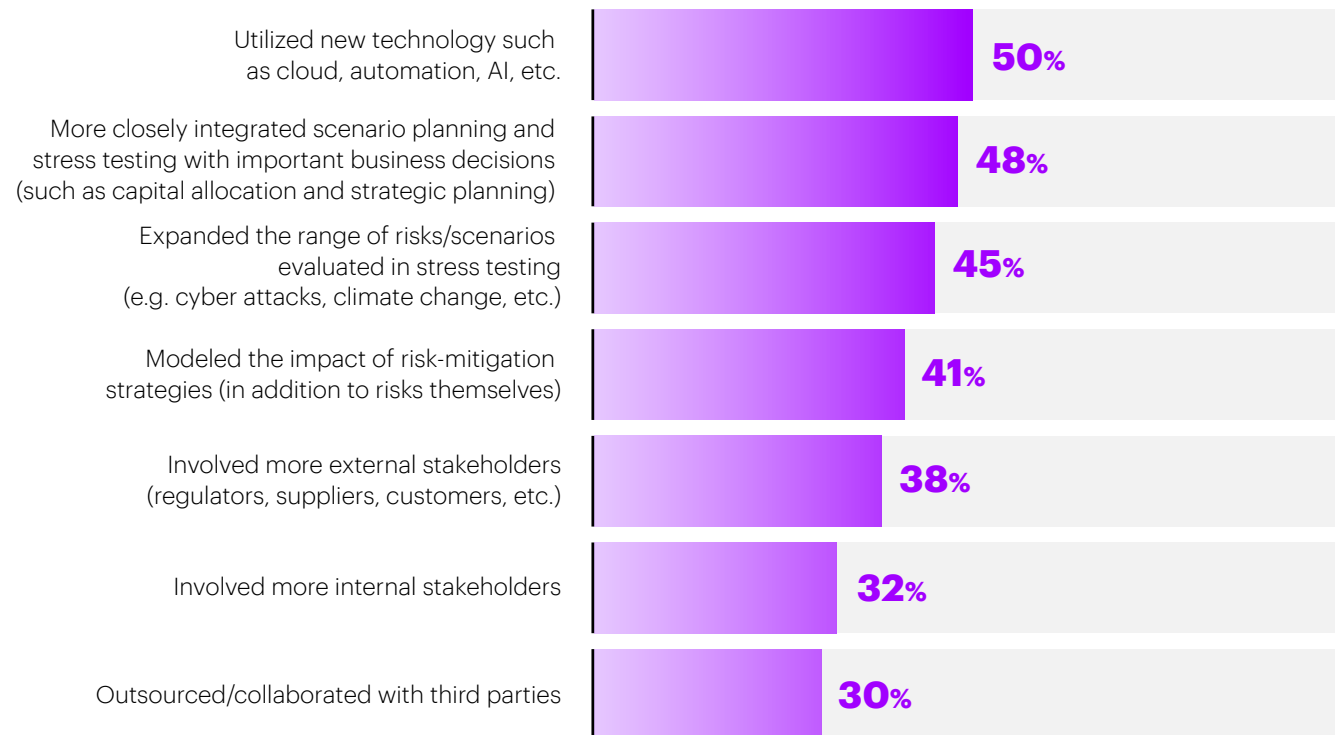 Utilized new technology such
as cloud, automation, AI, etc.
50%
More closely integrated scenario planning and
stress testing with important business decisions
(such as capital allocation and strategic planning)
48%
Expanded the range of risks/scenarios
evaluated in stress testing
(e.g. cyber attacks, climate change, etc.)
45%
Modeled the impact of risk-mitigation
strategies (in addition to risks themselves)
41%
Involved more external stakeholders
(regulators, suppliers, customers, etc.)
38%
Involved more internal stakeholders
32%
Outsourced/collaborated with third parties
30%